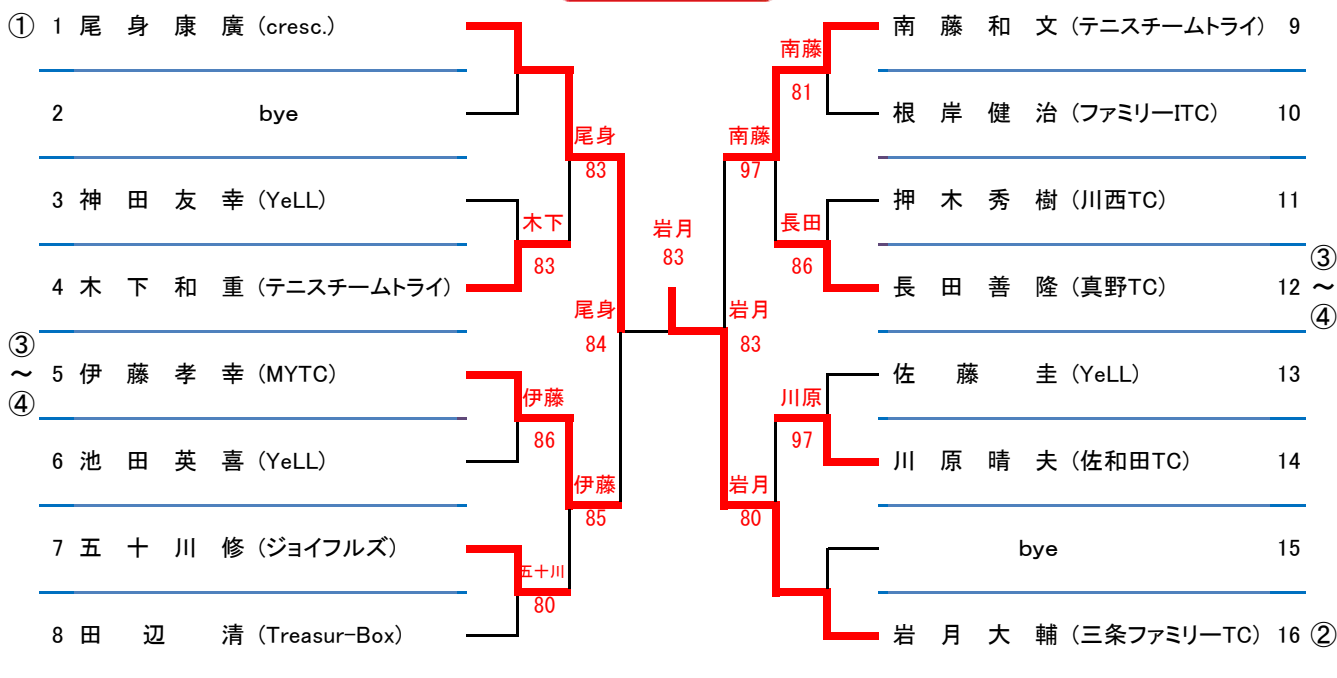 ① 1 尾 身 康 廣 (cresc.)
2 bye
3 神 田 友 幸 (YeLL)
4 木 下 和 重 (テニスチームトライ)
③
～ 5 伊 藤 孝 幸 (MYTC)
④
6 池 田 英 喜 (YeLL)
7 五 十 川 修 (ジョイフルズ)
8 田 辺 清 (Treasur-Box)
尾身
83
木下
83
尾身
84
伊藤
86
伊藤
85
五十川
80
岩月
83
南藤
81
南藤
97
長田
86
岩月
83
川原
97
岩月
80
南 藤 和 文 (テニスチームトライ) 9
根 岸 健 治 (ファミリーITC) 10
押 木 秀 樹 (川西TC) 11
③
長 田 善 隆 (真野TC) 12 ～
④
佐 藤 圭 (YeLL) 13
川 原 晴 夫 (佐和田TC) 14
bye 15
岩 月 大 輔 (三条ファミリーTC) 16 ②